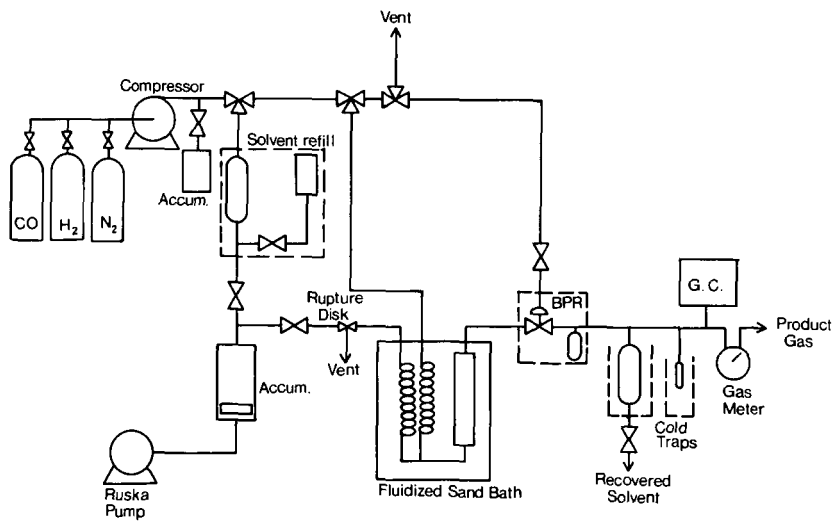 Vent
Compressor
Solvent refill
CO
H₂
N₂
Accum.
Rupture
Disk
BPR
G. C.
Product
Gas
Vent
Accum.
Gas
Meter
Cold
Traps
Ruska
Pump
Fluidized Sand Bath
Recovered
Solvent